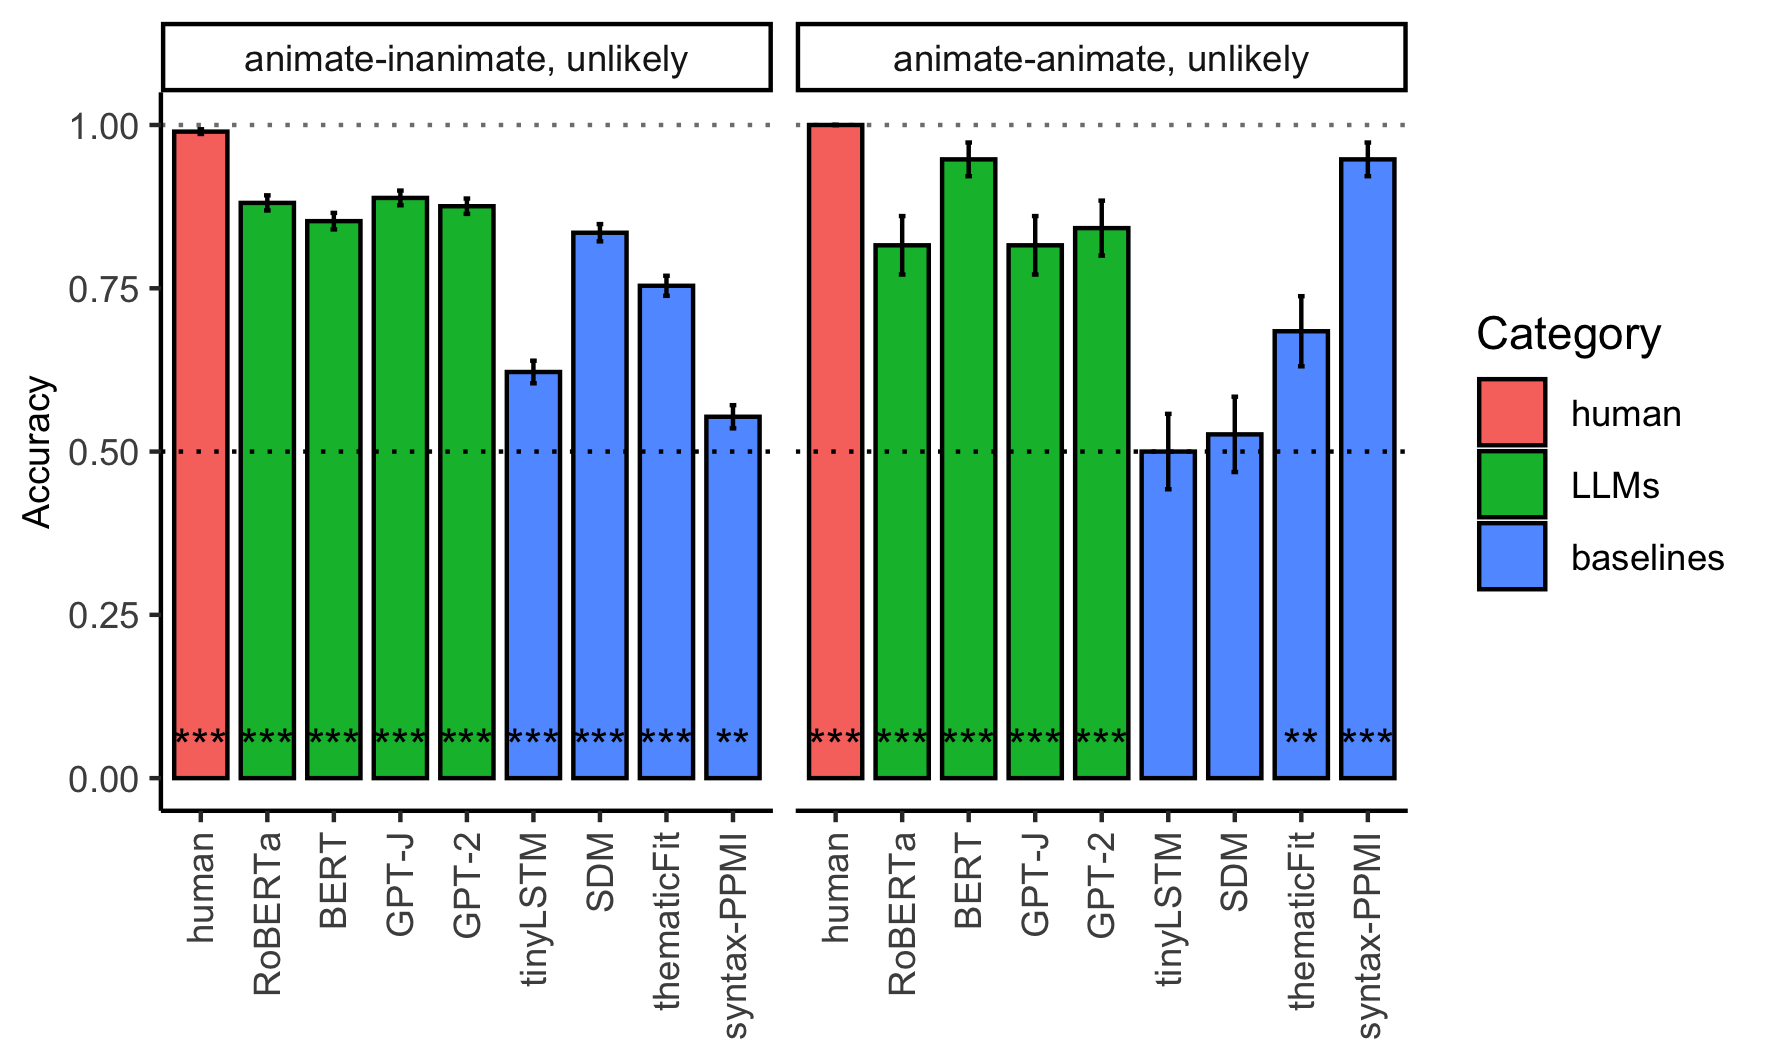 animate-inanimate, unlikely
animate-animate, unlikely
Accuracy
1.00
0.75
0.50
0.25
0.00
*** *** *** *** *** *** *** *** **
*** *** *** *** *** ** ***
human
RoBERTa
BERT
GPT-J
GPT-2
tinyLSTM
SDM
thematicFit
syntax-PPMI
human
RoBERTa
BERT
GPT-J
GPT-2
tinyLSTM
SDM
thematicFit
syntax-PPMI
Category
human
LLMs
baselines